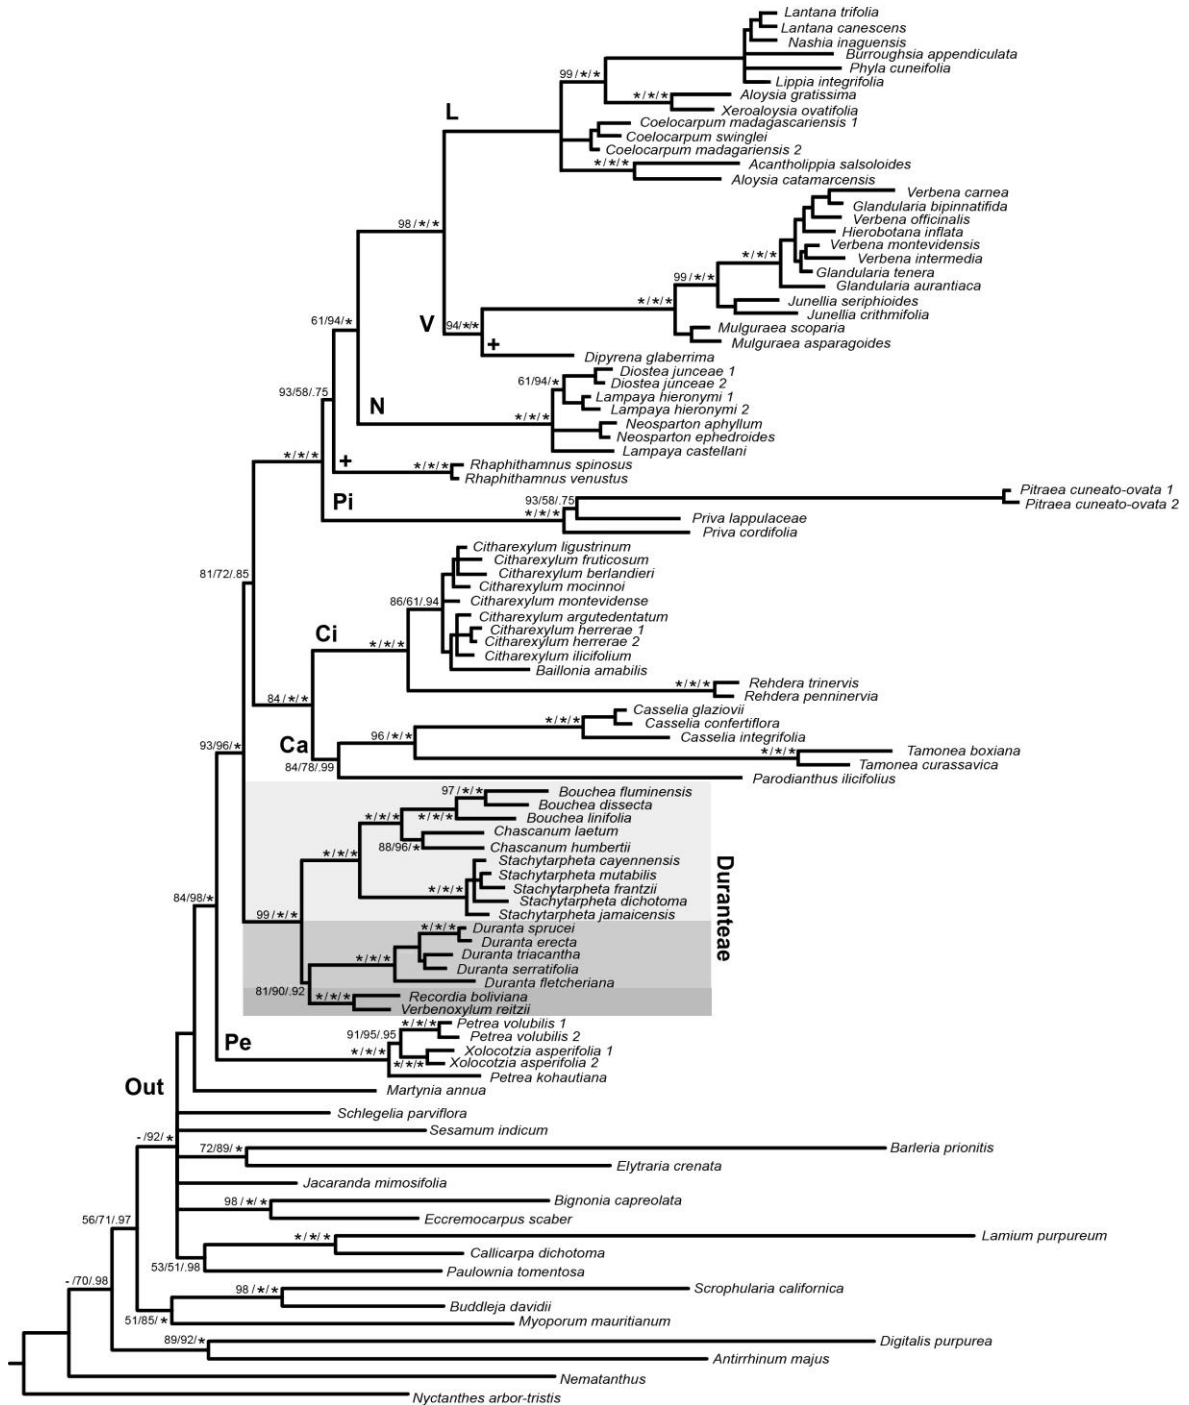 Lantana trifolia
Lantana canescens
Nashia inaguensis
Burroughsia appendiculata
Phyla cuneifolia
99 / * / *
Lippia integrifolia
* / * / *
Aloysia gratissima
Xeroaloysia ovatifolia
L
Coelocarpum madagascariensis 1
Coelocarpum swinglei
Coelocarpum madagariensis 2
* / * / *
Acantholippia salsoloides
Aloysia catamarcensis
Verbena carnea
Glandularia bipinnatifida
98 / * / *
Verbena officinalis
Hierobotana inflata
Verbena montevidensis
* / * / *
Verbena intermedia
Glandularia tenera
99 / * / *
Glandularia aurantiaca
* / * / *
Junellia seriphioides
Junellia crithmifolia
61/94/ *
V
94/ */*
Mulguraea scoparia
+
Mulguraea asparagoides
Dipyrena glaberrima
Diostea junceae 1
61/94/ *
Diostea junceae 2
93/58/.75
Lampaya hieronymi 1
N
Lampaya hieronymi 2
* / * / *
Neosparton aphyllum
Neosparton ephedroides
Lampaya castellani
* / * / *
+
* / * / *
Rhaphithamnus spinosus
Rhaphithamnus venustus
Pi
93/58/.75
Pitraea cuneato-ovata 1
Pitraea cuneato-ovata 2
* / * / *
Priva lappulaceae
Priva cordifolia
Citharexylum ligustrinum
Citharexylum fruticosum
81/72/.85
Citharexylum berlandieri
Citharexylum mocinnoi
86/61/.94
Citharexylum montevidense
Citharexylum argutedentatum
Ci
Citharexylum herrerae 1
* / * / *
Citharexylum herrerae 2
Citharexylum ilicifolium
Baillonia amabilis
* / * / *
Rehdera trinervis
84 / * / *
Rehdera penninervia
Casselia glaziovii
* / * / *
Casselia confertiflora
96 / * / *
Casselia integrifolia
93/96/ *
Ca
* / * / *
Tamonea boxiana
84/78/.99
Tamonea curassavica
Parodianthus ilicifolius
97 / * / *
Bouchea fluminensis
Bouchea dissecta
* / * / *
* / * / *
Bouchea linifolia
Chascanum laetum
88/96/ *
Chascanum humbertii
* / * / *
Stachytarpheta cayennensis
Stachytarpheta mutabilis
* / * / *
Stachytarpheta frantzii
84/98/ *
Stachytarpheta dichotoma
99 / * / *
Stachytarpheta jamaicensis
Duranteae
* / * / *
Duranta sprucei
Duranta erecta
Duranta triacantha
* / * / *
Duranta serratifolia
Duranta fletcheriana
81/90/.92
* / * / *
Recordia boliviana
Verbenoxylum reitzii
* / * / *
Petrea volubilis 1
91/95/.95
Petrea volubilis 2
Pe
* / * / *
Xolocotzia asperifolia 1
* / * / *
Xolocotzia asperifolia 2
Petrea kohautiana
Out
Martynia annua
Schlegelia parviflora
Sesamum indicum
- /92/ *
72/89/ *
Barleria prionitis
Elytraria crenata
Jacaranda mimosifolia
98 / * / *
Bignonia capreolata
56/71/.97
Eccremocarpus scaber
* / * / *
Lamium purpureum
Callicarpa dichotoma
53/51/.98
Paulownia tomentosa
- /70/.98
98 / * / *
Scrophularia californica
Buddleja davidii
51/85/ *
Myoporum mauritianum
89/92/ *
Digitalis purpurea
Antirrhinum majus
Nematanthus
Nyctanthes arbor-tristis